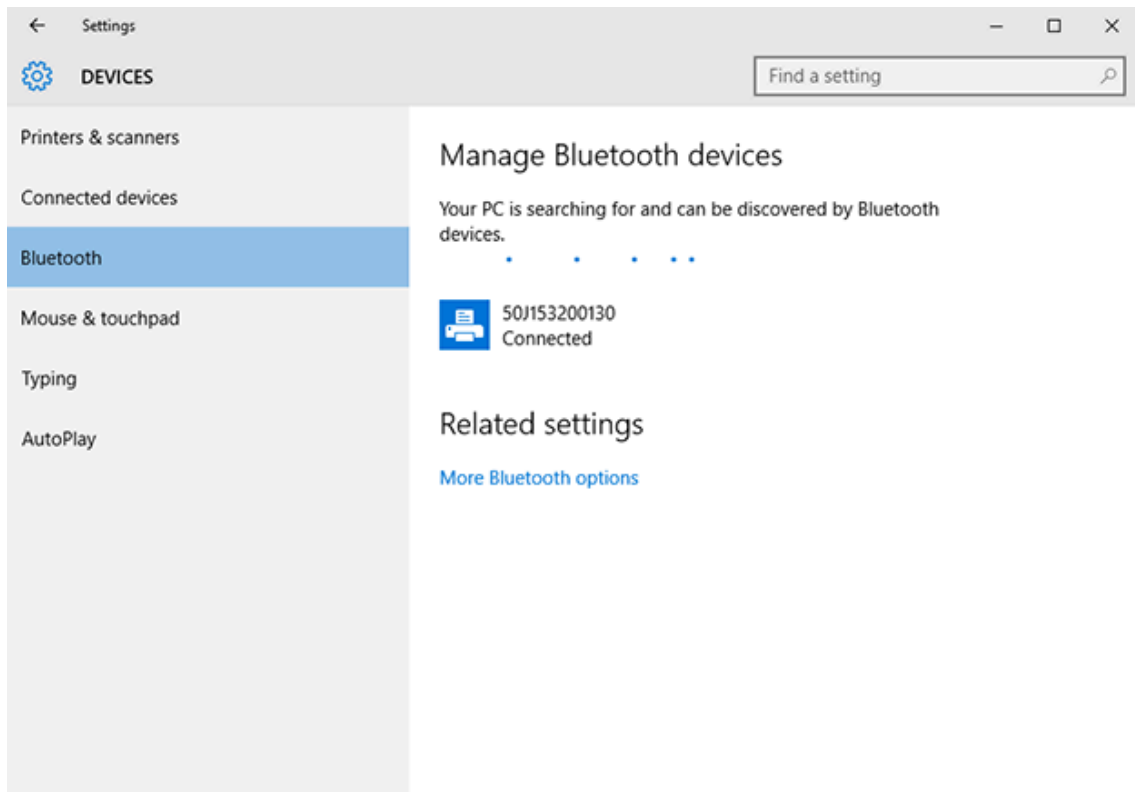 Settings
DEVICES
Find a setting
Printers & scanners
Connected devices
Bluetooth
Mouse & touchpad
Typing
AutoPlay
Manage Bluetooth devices
Your PC is searching for and can be discovered by Bluetooth
devices.
50J153200130
Connected
Related settings
More Bluetooth options